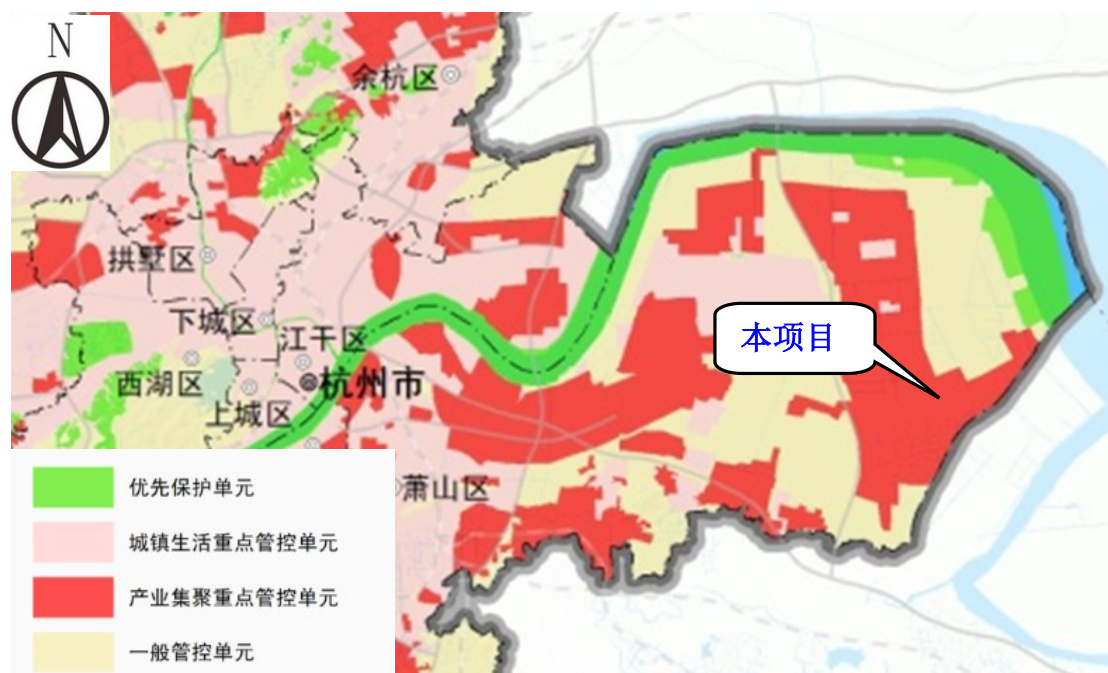 N
余杭区
拱墅区
下城区
江干区
本项目
西湖区
杭州市
上城区
萧山区
优先保护单元
城镇生活重点管控单元
产业集聚重点管控单元
一般管控单元